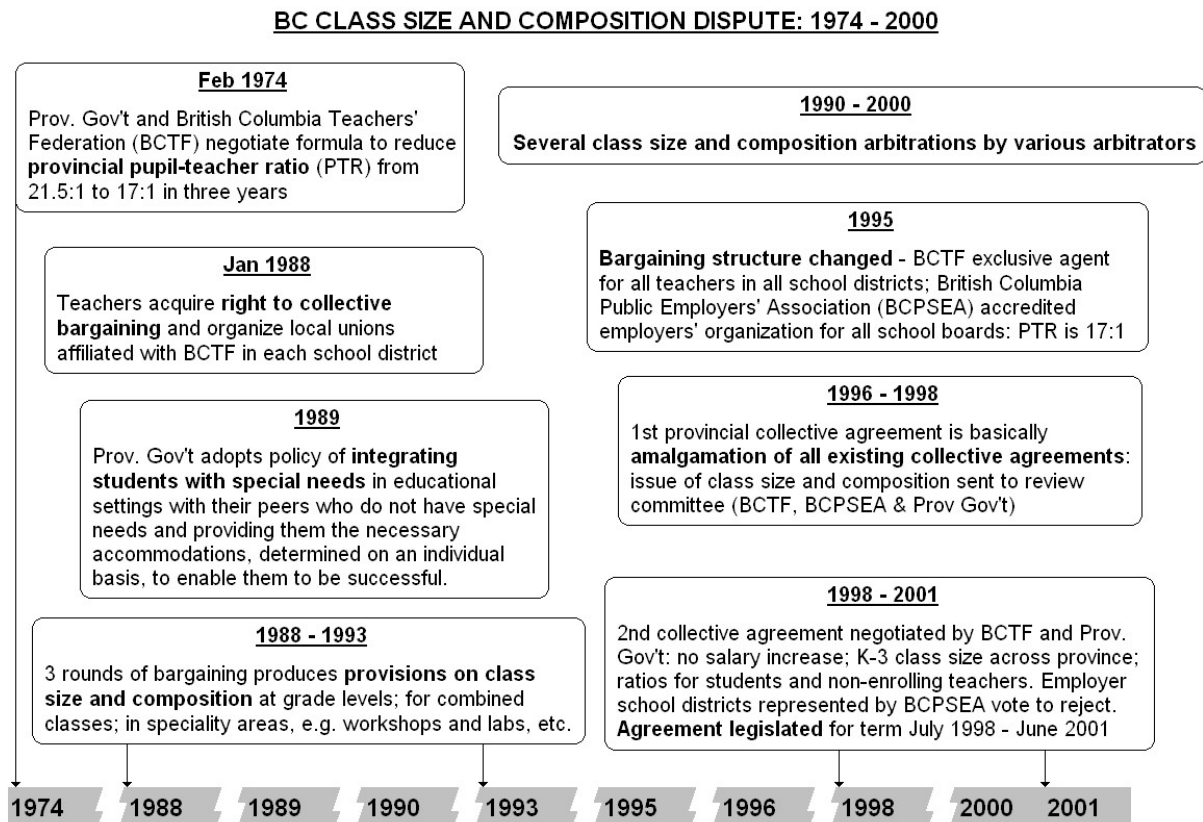 BC CLASS SIZE AND COMPOSITION DISPUTE: 1974 - 2000
Feb 1974
Prov. Gov't and British Columbia Teachers'
Federation (BCTF) negotiate formula to reduce
provincial pupil-teacher ratio (PTR) from
21.5:1 to 17:1 in three years
Jan 1988
Teachers acquire right to collective
bargaining and organize local unions
affiliated with BCTF in each school district
1989
Prov. Gov't adopts policy of integrating
students with special needs in educational
settings with their peers who do not have special
needs and providing them the necessary
accommodations, determined on an individual
basis, to enable them to be successful.
1988 - 1993
3 rounds of bargaining produces provisions on class
size and composition at grade levels; for combined
classes; in speciality areas, e.g. workshops and labs, etc.
1990 - 2000
Several class size and composition arbitrations by various arbitrators
1995
Bargaining structure changed - BCTF exclusive agent
for all teachers in all school districts; British Columbia
Public Employers' Association (BCPSEA) accredited
employers' organization for all school boards: PTR is 17:1
1996 - 1998
1st provincial collective agreement is basically
amalgamation of all existing collective agreements:
issue of class size and composition sent to review
committee (BCTF, BCPSEA & Prov Gov't)
1998 - 2001
2nd collective agreement negotiated by BCTF and Prov.
Gov't: no salary increase; K-3 class size across province;
ratios for students and non-enrolling teachers. Employer
school districts represented by BCPSEA vote to reject.
Agreement legislated for term July 1998 - June 2001
1974 1988 1989 1990 1993 1995 1996 1998 2000 2001